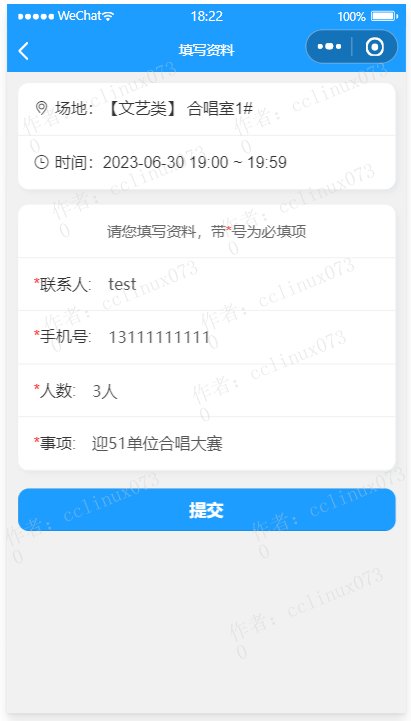 WeChat 18:22 100%
填写资料
场地: 【文艺类】 合唱室1#
时间: 2023-06-30 19:00 ~ 19:59
请您填写资料，带*号为必填项
*联系人: test
*手机号: 13111111111
*人数: 3人
*事项: 迎51单位合唱大赛
提交
作者: cclinux0730
作者: cclinux0730
作者: cclinux0730
作者: cclinux0730
作者: cclinux0730
作者: cclinux0730
作者: cclinux0730
作者: cclinux0730
作者: cclinux0730